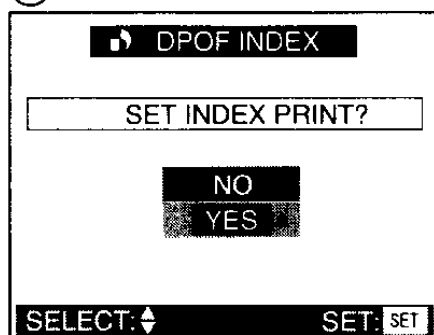 DPOF INDEX
SET INDEX PRINT?
NO
YES
SELECT: SET: SET